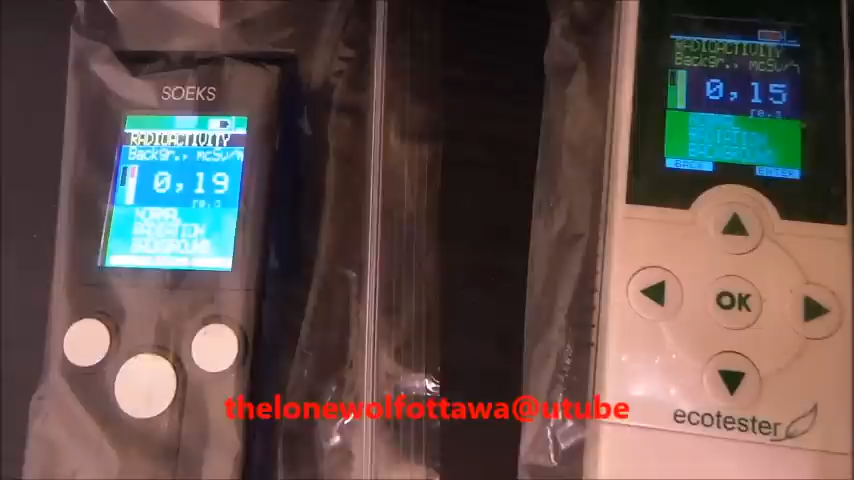 SOEKS
RADIOACTIVITY
Backgr., mcSv/h
0,19
NORMAL
RADIATION
BACKGROUND
RADIOACTIVITY
Backgr., mcSv/h
0,15
BACK
ENTER
OK
ecotester
thelonewolfottawa@utube